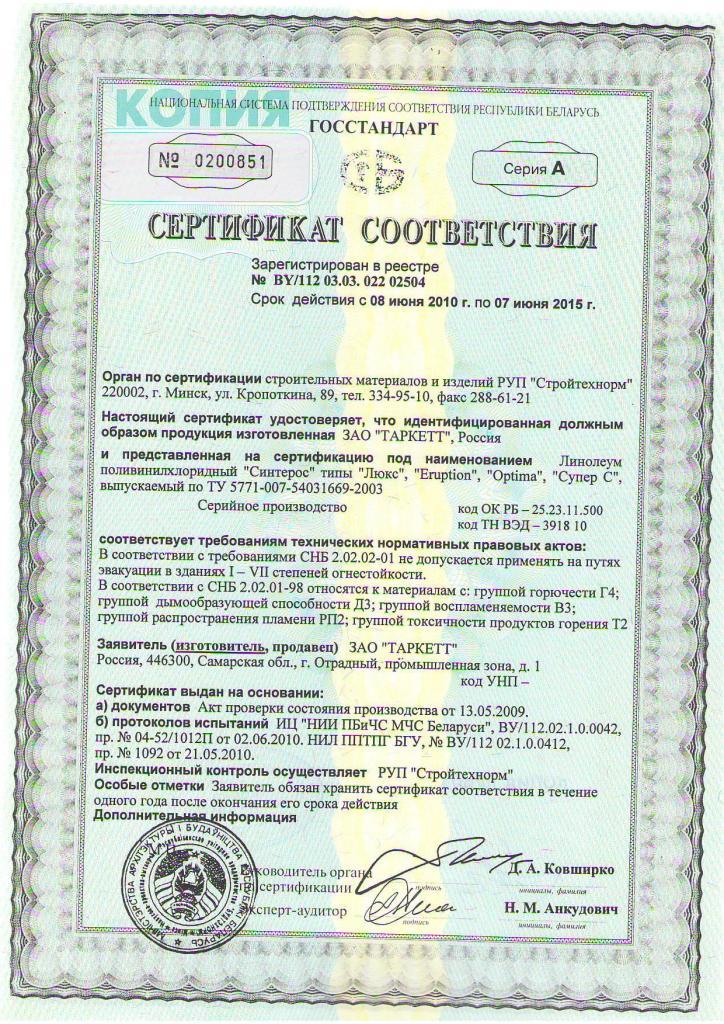 КОПИЯ
НАЦИОНАЛЬНАЯ СИСТЕМА ПОДТВЕРЖДЕНИЯ СООТВЕТСТВИЯ РЕСПУБЛИКИ БЕЛАРУСЬ
ГОССТАНДАРТ
№ 0200851
Серия А
СЕРТИФИКАТ СООТВЕТСТВИЯ
Зарегистрирован в реестре
№ BY/112 03.03. 022 02504
Срок действия с 08 июня 2010 г. по 07 июня 2015 г.
Орган по сертификации строительных материалов и изделий РУП "Стройтехнорм"
220002, г. Минск, ул. Кропоткина, 89, тел. 334-95-10, факс 288-61-21
Настоящий сертификат удостоверяет, что идентифицированная должным
образом продукция изготовленная ЗАО "ТАРКЕТТ", Россия
и представленная на сертификацию под наименованием Линолеум
поливинилхлоридный "Синтерос" типы "Люкс", "Eruption", "Optima", "Супер С",
выпускаемый по ТУ 5771-007-54031669-2003
Серийное производство
код ОК РБ – 25.23.11.500
код ТН ВЭД – 3918 10
соответствует требованиям технических нормативных правовых актов:
В соответствии с требованиями СНБ 2.02.02-01 не допускается применять на путях
эвакуации в зданиях I – VII степеней огнестойкости.
В соответствии с СНБ 2.02.01-98 относятся к материалам с: группой горючести Г4;
группой дымообразующей способности Д3; группой воспламеняемости В3;
группой распространения пламени РП2; группой токсичности продуктов горения Т2
Заявитель (изготовитель, продавец) ЗАО "ТАРКЕТТ"
Россия, 446300, Самарская обл., г. Отрадный, промышленная зона, д. 1
код УНП –
Сертификат выдан на основании:
а) документов Акт проверки состояния производства от 13.05.2009.
б) протоколов испытаний ИЦ "НИИ ПБиЧС МЧС Беларуси", BY/112.02.1.0.0042,
пр. № 04-52/1012П от 02.06.2010. НИЛ ППТПГ БГУ, № BY/112 02.1.0.0412,
пр. № 1092 от 21.05.2010.
Инспекционный контроль осуществляет РУП "Стройтехнорм"
Особые отметки Заявитель обязан хранить сертификат соответствия в течение
одного года после окончания его срока действия
Дополнительная информация
МІНІСТЭРСТВА АРХІТЭКТУРЫ І БУДАЎНІЦТВА РЭСПУБЛІКІ БЕЛАРУСЬ
Руководитель органа
по сертификации
подпись
Д. А. Ковширко
инициалы, фамилия
Эксперт-аудитор
подпись
Н. М. Анкудович
инициалы, фамилия